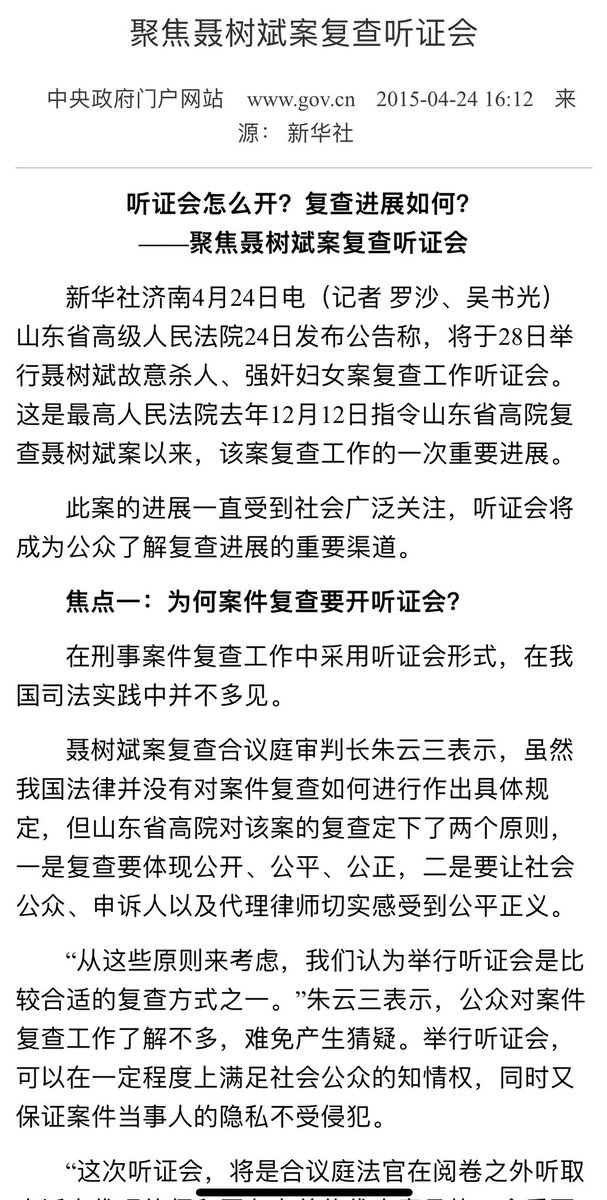 聚焦聂树斌案复查听证会
中央政府门户网站 www.gov.cn 2015-04-24 16:12 来
源： 新华社
听证会怎么开？复查进展如何？
——聚焦聂树斌案复查听证会
新华社济南4月24日电（记者 罗沙、吴书光）
山东省高级人民法院24日发布公告称，将于28日举
行聂树斌故意杀人、强奸妇女案复查工作听证会。
这是最高人民法院去年12月12日指令山东省高院复
查聂树斌案以来，该案复查工作的一次重要进展。
此案的进展一直受到社会广泛关注，听证会将
成为公众了解复查进展的重要渠道。
焦点一：为何案件复查要开听证会？
在刑事案件复查工作中采用听证会形式，在我
国司法实践中并不多见。
聂树斌案复查合议庭审判长朱云三表示，虽然
我国法律并没有对案件复查如何进行作出具体规
定，但山东省高院对该案的复查定下了两个原则，
一是复查要体现公开、公平、公正，二是要让社会
公众、申诉人以及代理律师切实感受到公平正义。
“从这些原则来考虑，我们认为举行听证会是比
较合适的复查方式之一。”朱云三表示，公众对案件
复查工作了解不多，难免产生猜疑。举行听证会，
可以在一定程度上满足社会公众的知情权，同时又
保证案件当事人的隐私不受侵犯。
“这次听证会，将是合议庭法官在阅卷之外听取